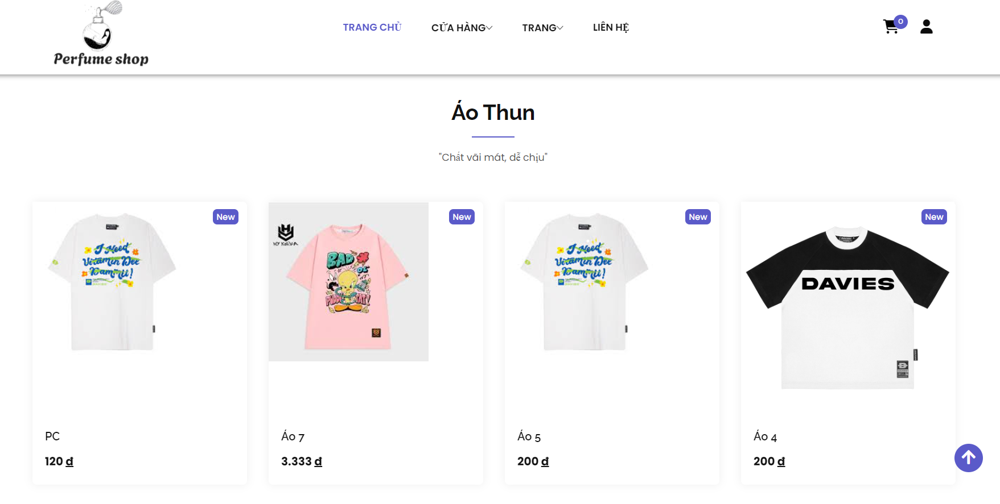 Perfume shop
TRANG CHỦ
CỬA HÀNG
TRANG
LIÊN HỆ
0
Áo Thun
"Chất vãi mát, dễ chịu"
New
I Need
Vitamin Dee
Dammit!
PC
120 đ
New
MY KOREA
BAD
OL'
PUDDY TAT!
Áo 7
3.333 đ
New
I Need
Vitamin Dee
Dammit!
Áo 5
200 đ
New
DAVIES
Áo 4
200 đ